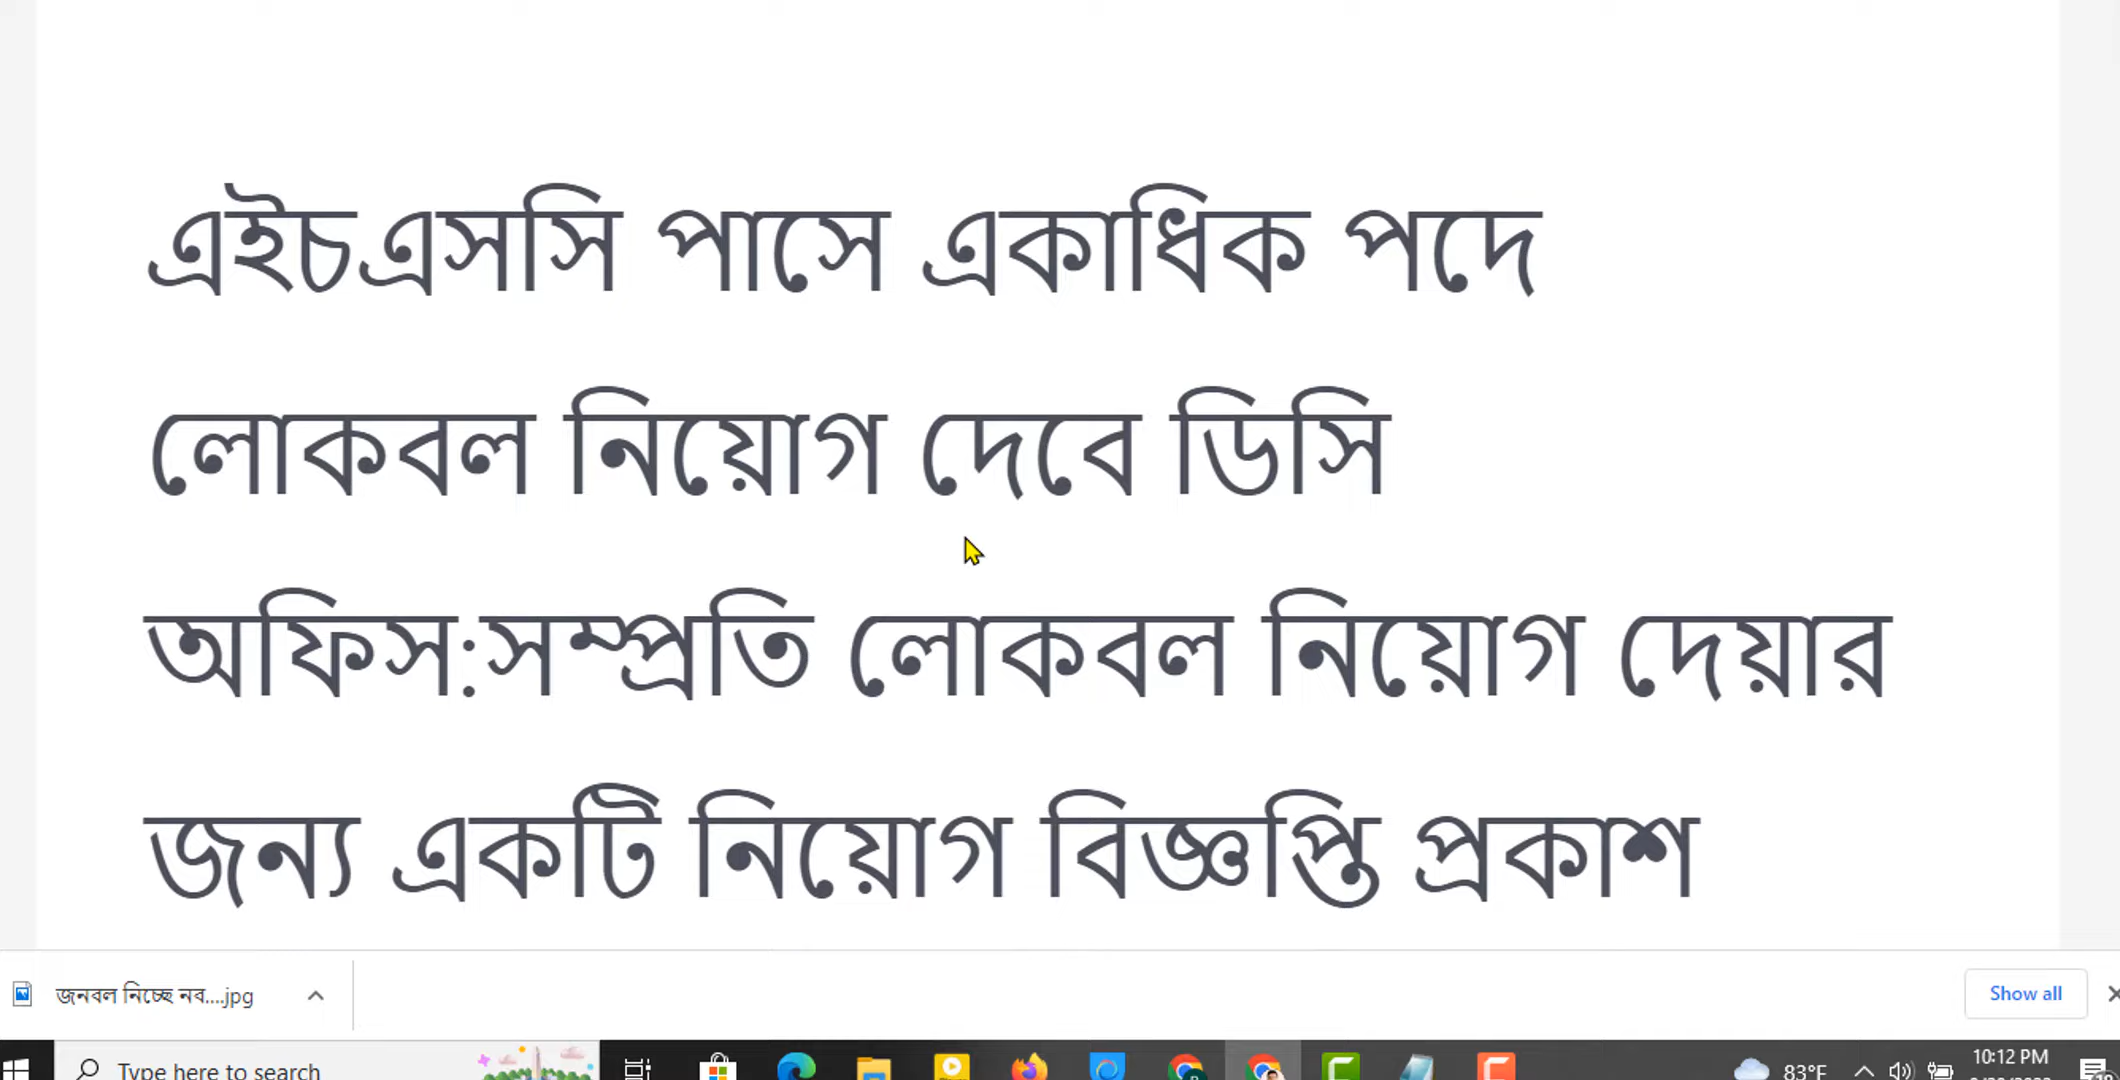 এইচএসসি পাসে একাধিক পদে
লোকবল নিয়োগ দেবে ডিসি
অফিস:সম্প্রতি লোকবল নিয়োগ দেয়ার
জন্য একটি নিয়োগ বিজ্ঞপ্তি প্রকাশ
জনবল নিচ্ছে নব....jpg
Show all
Type here to search
83°F
10:12 PM